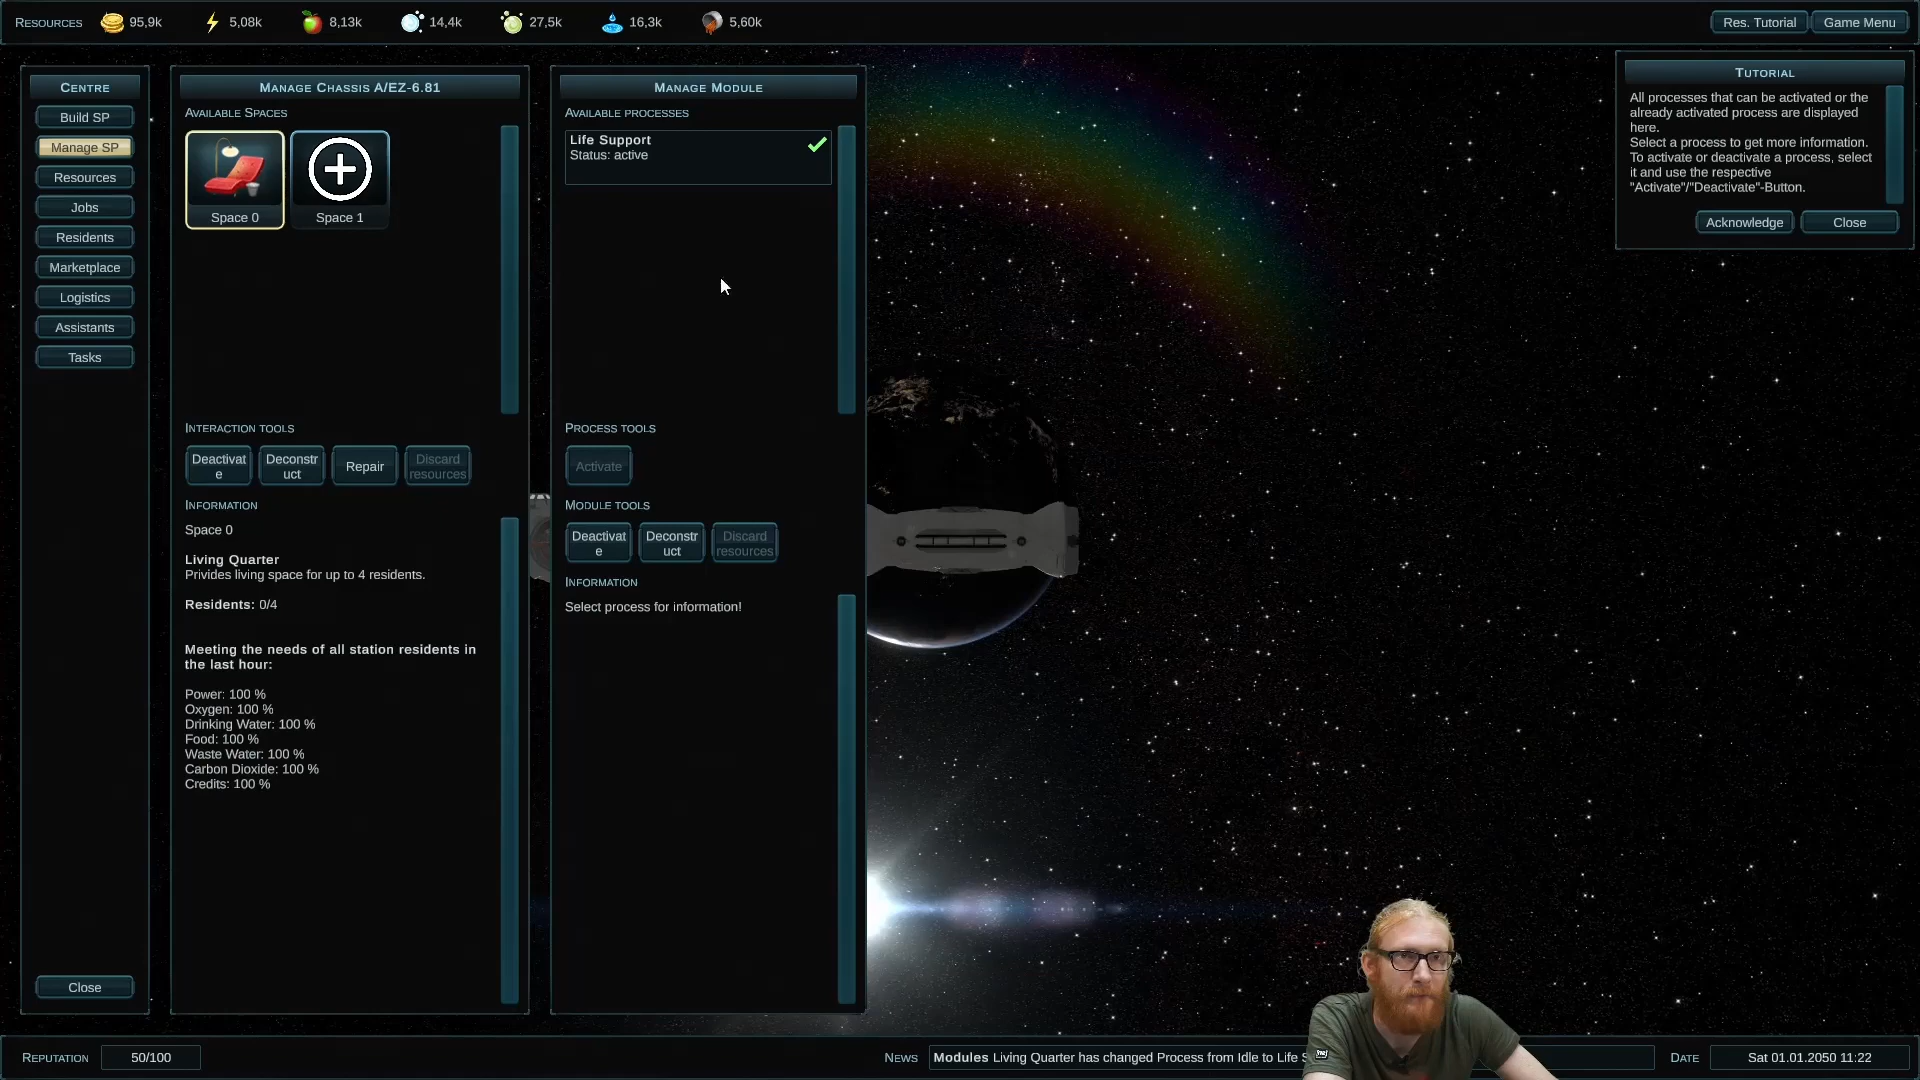 RESOURCES 95,9k 5,08k 8,13k 14,4k 27,5k 16,3k 5,60k Res. Tutorial Game Menu
CENTRE
Build SP
Manage SP
Resources
Jobs
Residents
Marketplace
Logistics
Assistants
Tasks
Close
MANAGE CHASSIS A/EZ-6.81
AVAILABLE SPACES
Space 0 Space 1
INTERACTION TOOLS
Deactivat
e
Deconstr
uct
Repair
Discard
resources
INFORMATION
Space 0
Living Quarter
Privides living space for up to 4 residents.
Residents: 0/4
Meeting the needs of all station residents in
the last hour:
Power: 100 %
Oxygen: 100 %
Drinking Water: 100 %
Food: 100 %
Waste Water: 100 %
Carbon Dioxide: 100 %
Credits: 100 %
MANAGE MODULE
AVAILABLE PROCESSES
Life Support
Status: active
PROCESS TOOLS
Activate
MODULE TOOLS
Deactivat
e
Deconstr
uct
Discard
resources
INFORMATION
Select process for information!
TUTORIAL
All processes that can be activated or the
already activated process are displayed
here.
Select a process to get more information.
To activate or deactivate a process, select
it and use the respective
"Activate"/"Deactivate"-Button.
Acknowledge Close
REPUTATION 50/100
NEWS Modules Living Quarter has changed Process from Idle to Life
DATE Sat 01.01.2050 11:22